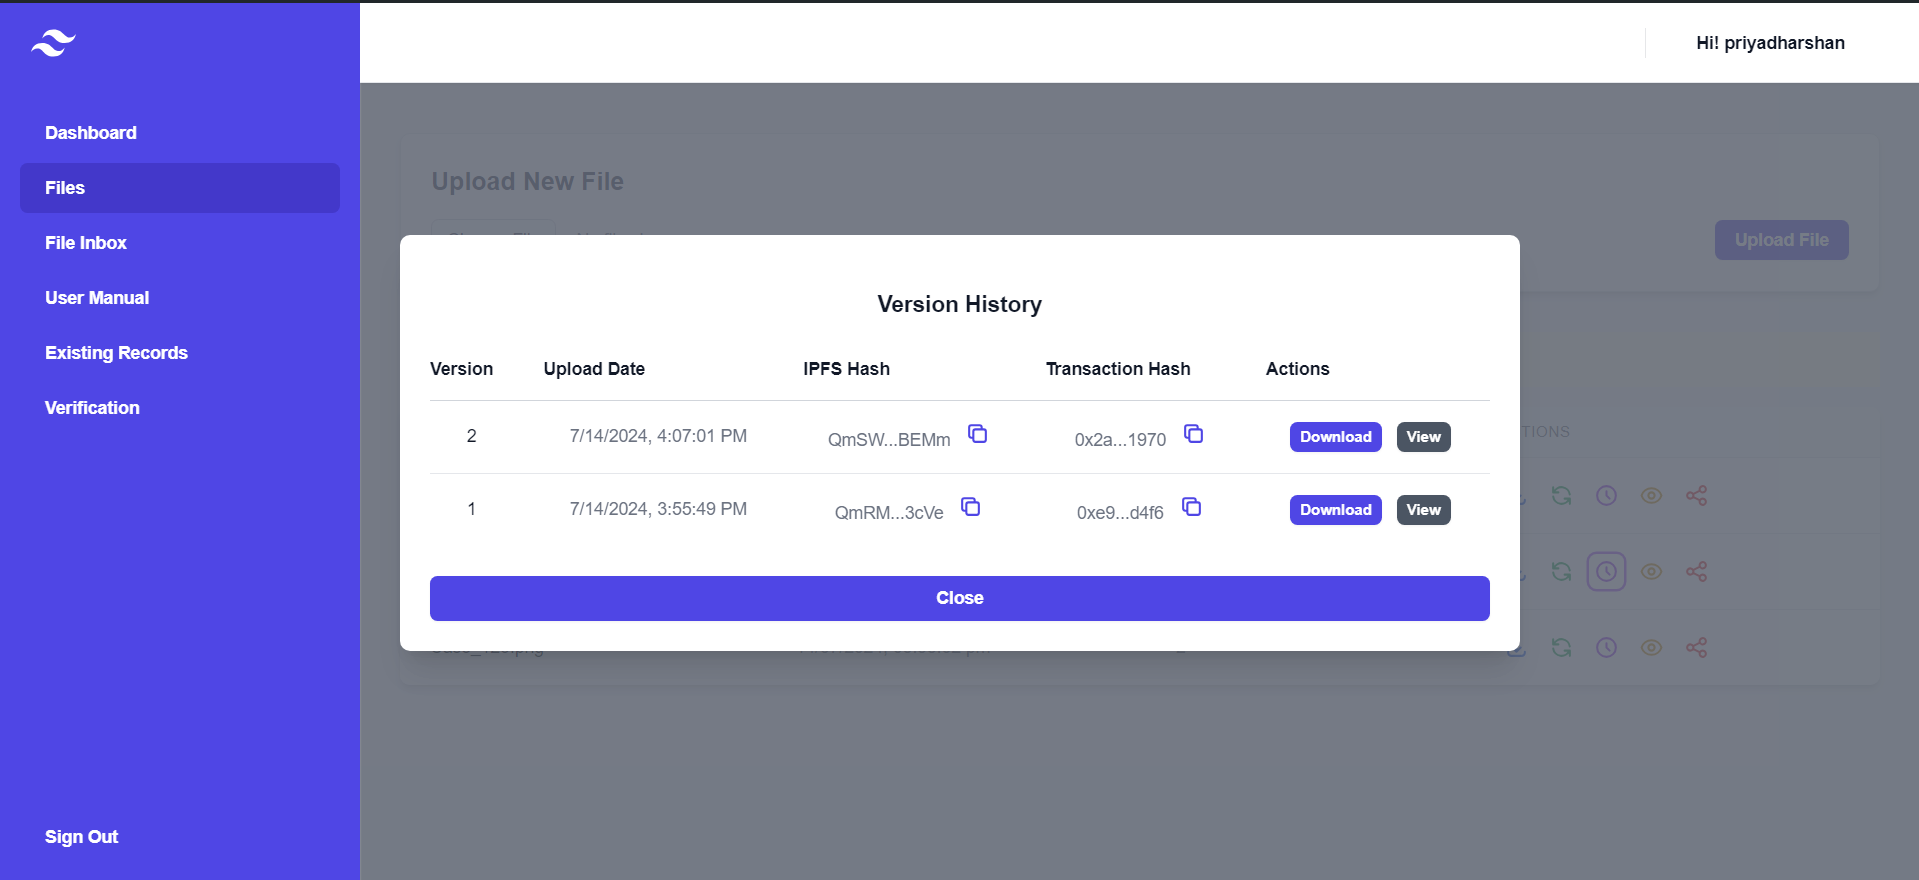 Hi! priyadharshan
Dashboard
Files
File Inbox
User Manual
Existing Records
Verification
Sign Out
Upload New File
Upload File
Version History
Version Upload Date IPFS Hash Transaction Hash Actions
2 7/14/2024, 4:07:01 PM QmSW...BEMm 0x2a...1970 Download View
1 7/14/2024, 3:55:49 PM QmRM...3cVe 0xe9...d4f6 Download View
Close